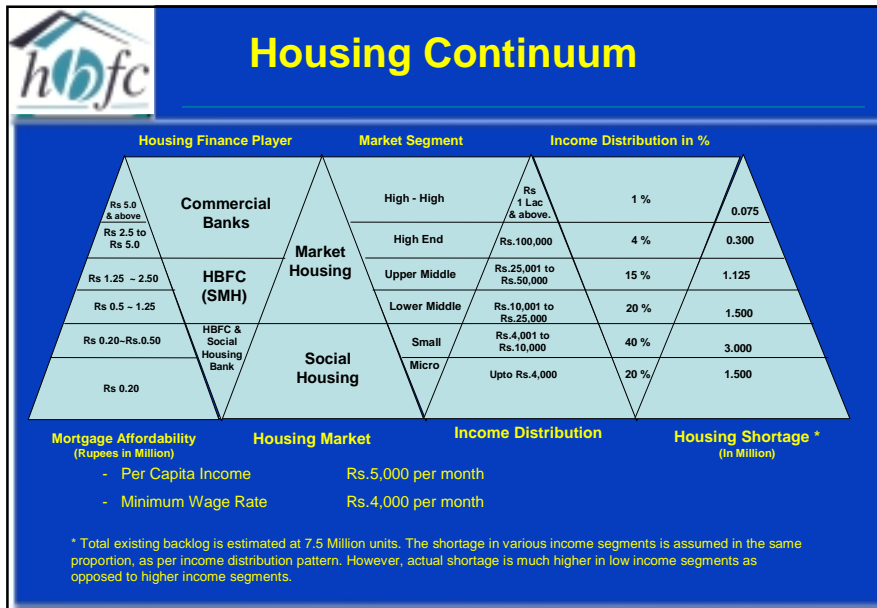 hbfc
Housing Continuum
Housing Finance Player Market Segment Income Distribution in %
Rs 5.0
& above
Commercial
Banks
High - High
Rs
1 Lac
& above.
1 %
0.075
Rs 2.5 to
Rs 5.0
High End
Rs.100,000
4 %
0.300
Market
Housing
Rs 1.25 ~ 2.50
HBFC
(SMH)
Upper Middle
Rs.25,001 to
Rs.50,000
15 %
1.125
Rs 0.5 ~ 1.25
Lower Middle
Rs.10,001 to
Rs.25,000
20 %
1.500
Rs 0.20~Rs.0.50
HBFC &
Social
Housing
Bank
Social
Housing
Small
Rs.4,001 to
Rs.10,000
40 %
3.000
Rs 0.20
Micro
Upto Rs.4,000
20 %
1.500
Mortgage Affordability
(Rupees in Million)
Housing Market
Income Distribution
Housing Shortage *
(In Million)
- Per Capita Income Rs.5,000 per month
- Minimum Wage Rate Rs.4,000 per month
* Total existing backlog is estimated at 7.5 Million units. The shortage in various income segments is assumed in the same
proportion, as per income distribution pattern. However, actual shortage is much higher in low income segments as
opposed to higher income segments.